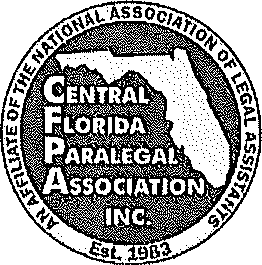 AN AFFILIATE OF THE NATIONAL ASSOCIATION OF LEGAL ASSISTANTS
CENTRAL
FLORIDA
PARALEGAL
ASSOCIATION
INC.
Est. 1983